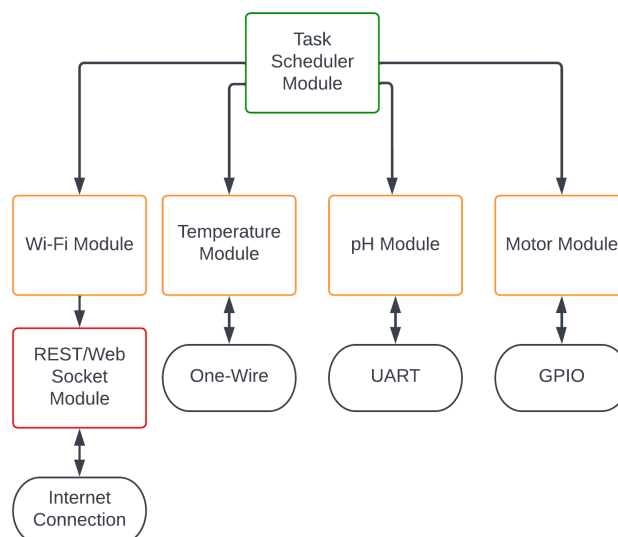 Task
Scheduler
Module
Wi-Fi Module
Temperature
Module
pH Module
Motor Module
REST/Web
Socket
Module
One-Wire
UART
GPIO
Internet
Connection